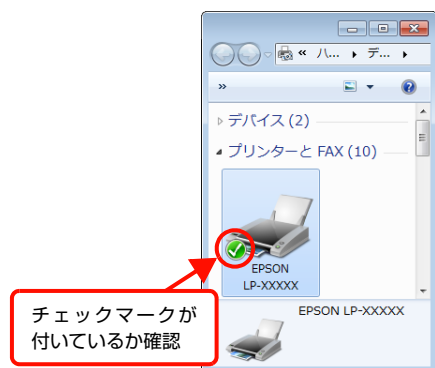 « ハ... ▸ デ... ▸
»
デバイス (2)
プリンターと FAX (10)
EPSON
LP-XXXXX
チェックマークが
付いているか確認
EPSON LP-XXXXX